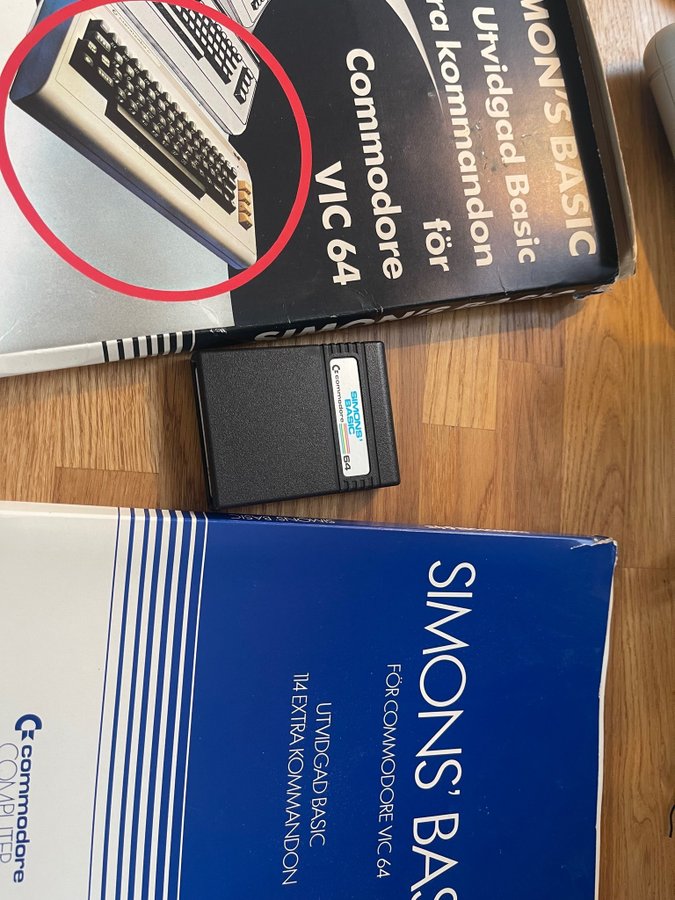 MON'S BASIC
Utvidgad Basic
ra kommandon
för
Commodore
VIC 64
SIMON'S
SIMONS'
BASIC
commodore 64
SIMONS' BASIC
SIMONS' BAS
FÖR COMMODORE VIC 64
UTVIDGAD BASIC
114 EXTRA KOMMANDON
commodore
COMPUTER